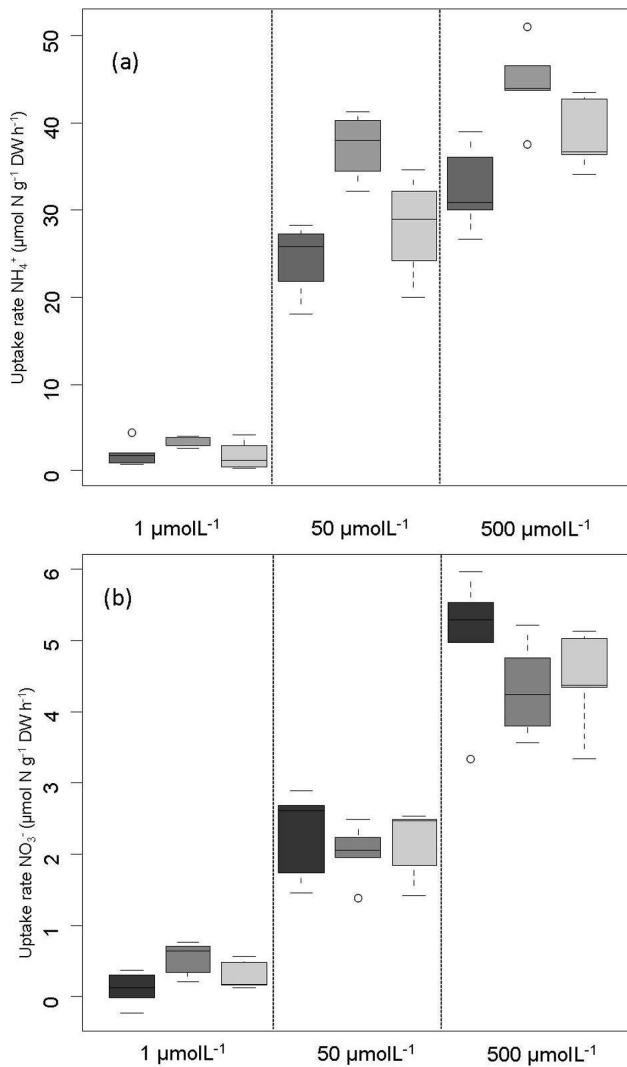 (a)
Uptake rate NH₄⁺ (µmol N g⁻¹ DW h⁻¹)
50
40
30
20
10
0
1 µmolL⁻¹ 50 µmolL⁻¹ 500 µmolL⁻¹
(b)
Uptake rate NO₃⁻ (µmol N g⁻¹ DW h⁻¹)
6
5
4
3
2
1
0
1 µmolL⁻¹ 50 µmolL⁻¹ 500 µmolL⁻¹